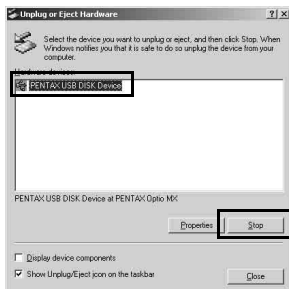 Unplug or Eject Hardware
Select the device you want to unplug or eject, and then click Stop. When
Windows notifies you that it is safe to do so unplug the device from your
computer.
Hardware devices:
PENTAX USB DISK Device
PENTAX USB DISK Device at PENTAX Optio MX
Properties
Stop
Display device components
Show Unplug/Eject icon on the taskbar
Close